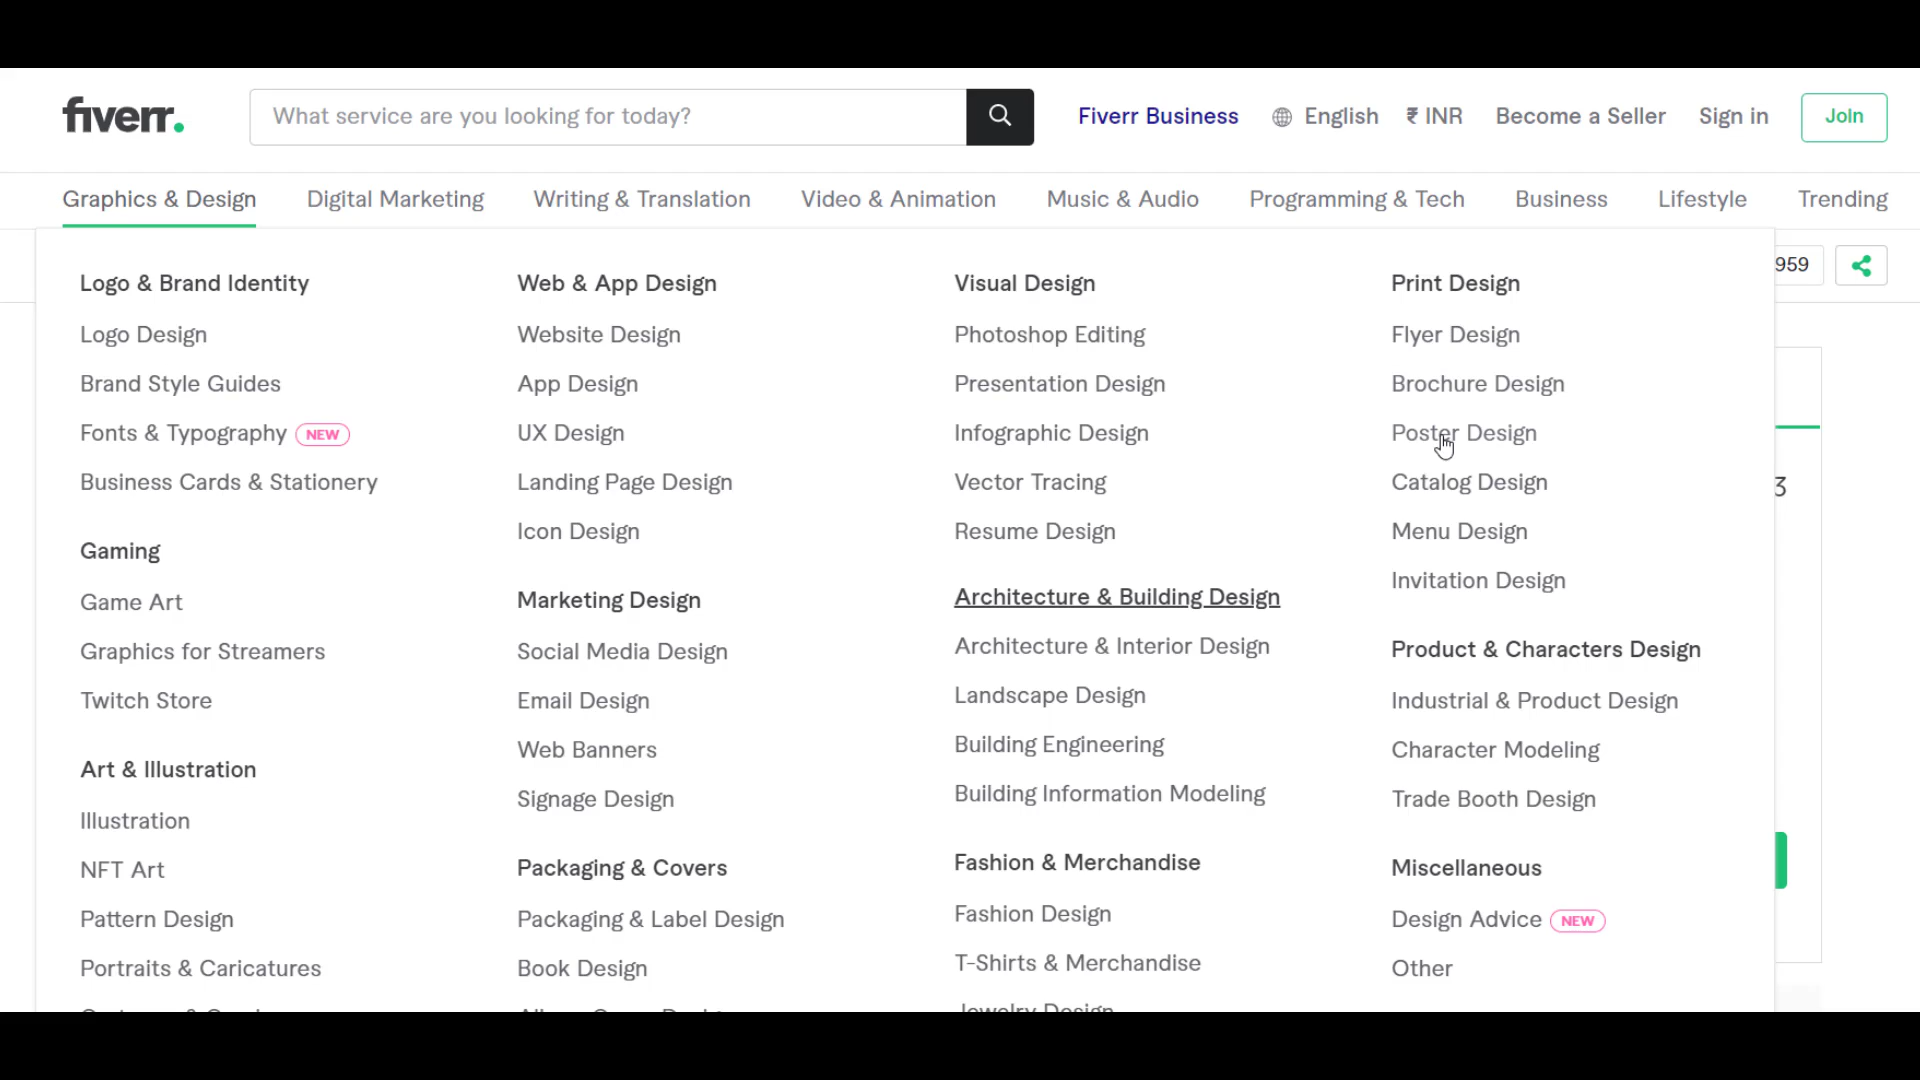 fiverr.
What service are you looking for today?
Fiverr Business
English
₹ INR
Become a Seller
Sign in
Join
Graphics & Design
Digital Marketing
Writing & Translation
Video & Animation
Music & Audio
Programming & Tech
Business
Lifestyle
Trending
959
3
Logo & Brand Identity
Logo Design
Brand Style Guides
Fonts & Typography NEW
Business Cards & Stationery
Gaming
Game Art
Graphics for Streamers
Twitch Store
Art & Illustration
Illustration
NFT Art
Pattern Design
Portraits & Caricatures
Web & App Design
Website Design
App Design
UX Design
Landing Page Design
Icon Design
Marketing Design
Social Media Design
Email Design
Web Banners
Signage Design
Packaging & Covers
Packaging & Label Design
Book Design
Visual Design
Photoshop Editing
Presentation Design
Infographic Design
Vector Tracing
Resume Design
Architecture & Building Design
Architecture & Interior Design
Landscape Design
Building Engineering
Building Information Modeling
Fashion & Merchandise
Fashion Design
T-Shirts & Merchandise
Jewelry Design
Print Design
Flyer Design
Brochure Design
Poster Design
Catalog Design
Menu Design
Invitation Design
Product & Characters Design
Industrial & Product Design
Character Modeling
Trade Booth Design
Miscellaneous
Design Advice NEW
Other